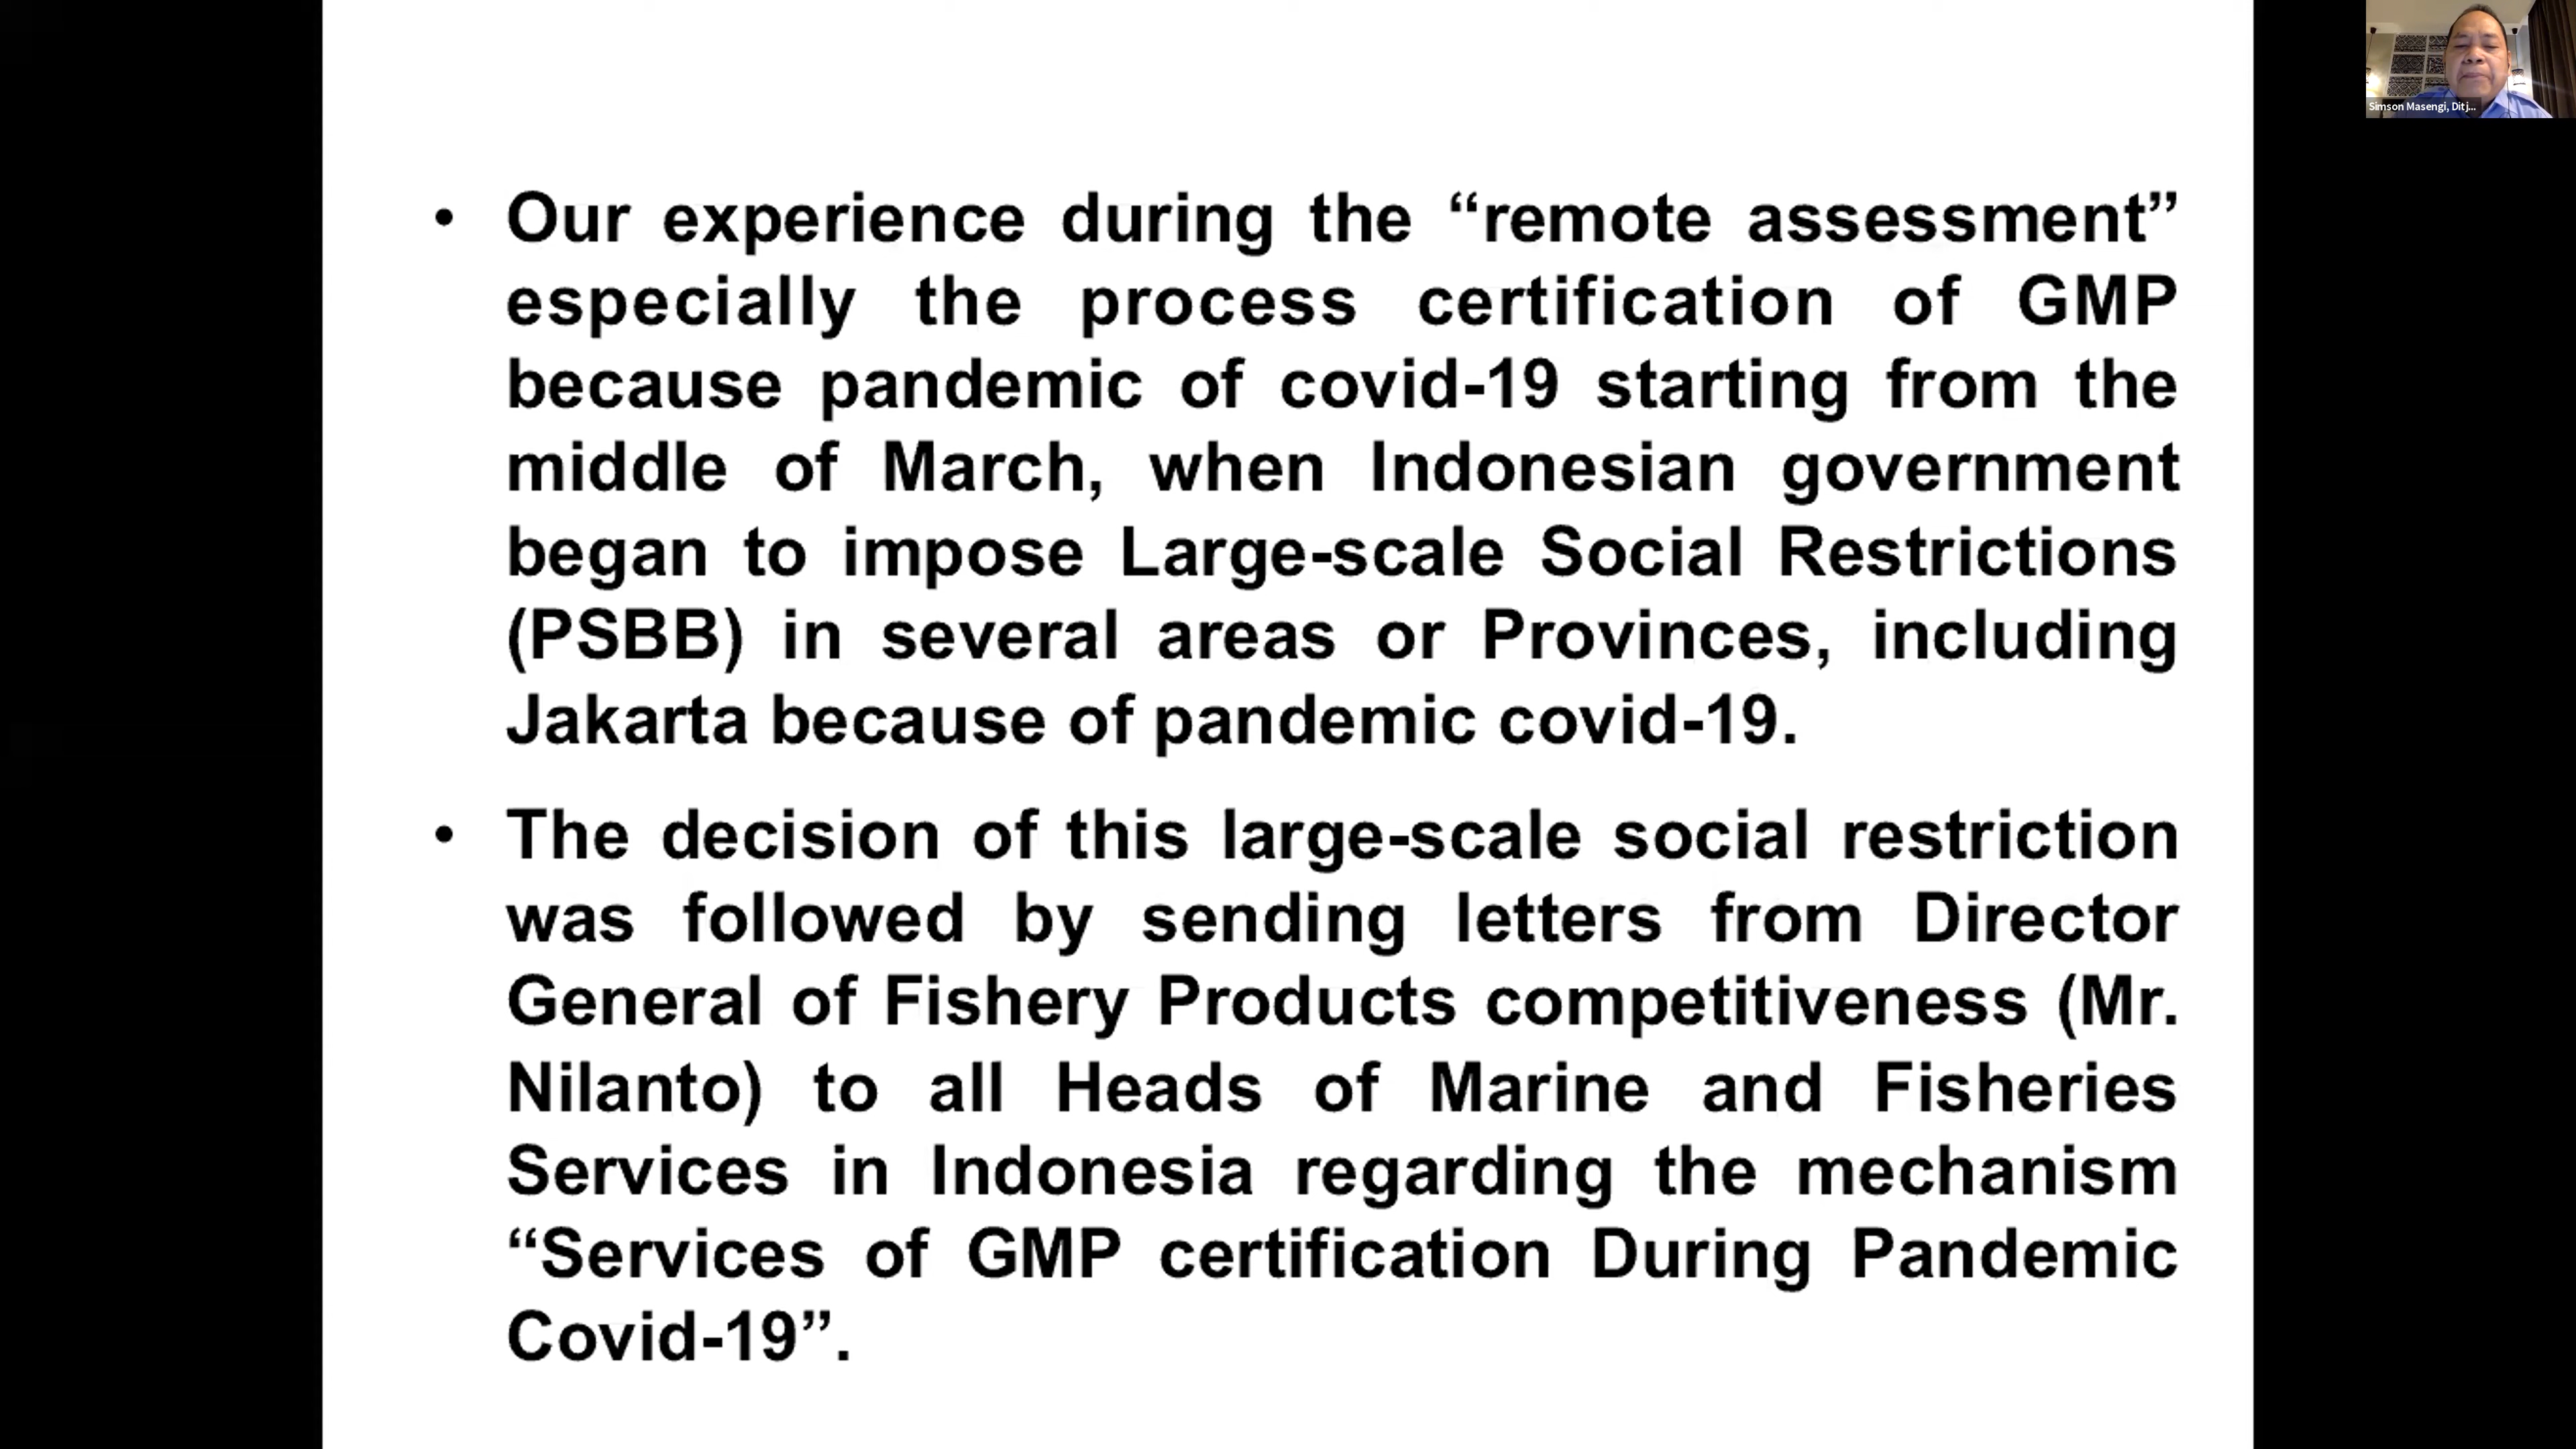 • Our experience during the “remote assessment”
especially the process certification of GMP
because pandemic of covid-19 starting from the
middle of March, when Indonesian government
began to impose Large-scale Social Restrictions
(PSBB) in several areas or Provinces, including
Jakarta because of pandemic covid-19.
• The decision of this large-scale social restriction
was followed by sending letters from Director
General of Fishery Products competitiveness (Mr.
Nilanto) to all Heads of Marine and Fisheries
Services in Indonesia regarding the mechanism
“Services of GMP certification During Pandemic
Covid-19”.
Simson Masengi, Ditj...